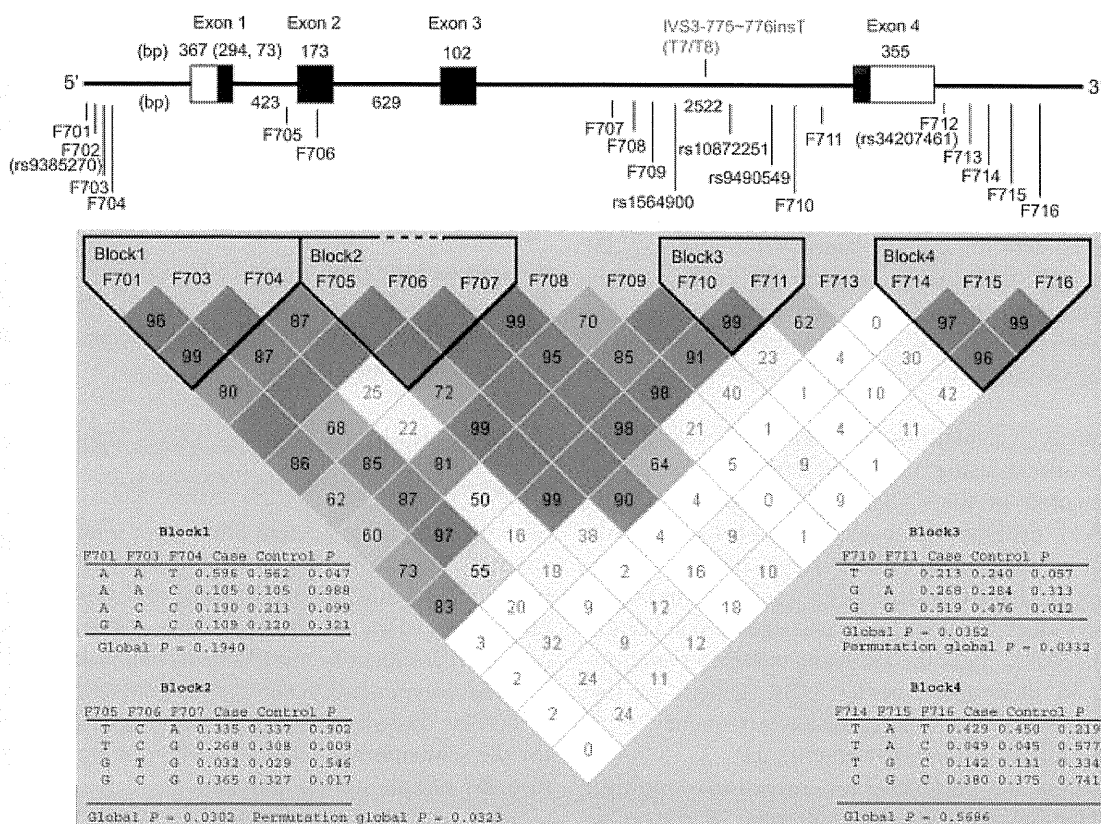 Exon 1 Exon 2 Exon 3 IVS3-775~776insT Exon 4
(bp) 367 (294, 73) 173 102 (T7/T8) 355
5' 3'
(bp) 423 629 2522
F701 F705 F707 F711 F712
F702 F706 F708 rs10872251 (rs34207461) F713
(rs9385270) F709 rs9490549 F714
F703 F715
F704 rs1564900 F710 F716
Block1 Block2 Block3 Block4
F701 F703 F704 F705 F706 F707 F708 F709 F710 F711 F713 F714 F715 F716
96 87 99 70 99 62 0 97 99
99 87 95 85 91 23 4 30 96
80 25 72 98 40 1 10 42
68 22 99 98 21 1 4 11
86 85 81 64 5 9 1
62 87 50 99 90 4 0 9
60 97 16 38 4 9 1
73 55 19 2 16 10
83 20 9 12 18
3 32 9 12
2 24 11
2 24
0
Block1
F701 F703 F704 Case Control P
A A T 0.596 0.562 0.047
A A C 0.105 0.105 0.988
A C C 0.190 0.213 0.099
G A C 0.109 0.120 0.321
Global P = 0.1940
Block2
F705 F706 F707 Case Control P
T C A 0.335 0.337 0.902
T C G 0.268 0.308 0.009
G T G 0.032 0.029 0.546
G C G 0.365 0.327 0.017
Global P = 0.0302 Permutation global P = 0.0323
Block3
F710 F711 Case Control P
T G 0.213 0.240 0.057
G A 0.268 0.284 0.313
G G 0.519 0.476 0.012
Global P = 0.0352
Permutation global P = 0.0332
Block4
F714 F715 F716 Case Control P
T A T 0.429 0.450 0.219
T A C 0.049 0.045 0.577
T G C 0.142 0.131 0.334
C G C 0.380 0.375 0.741
Global P = 0.5686